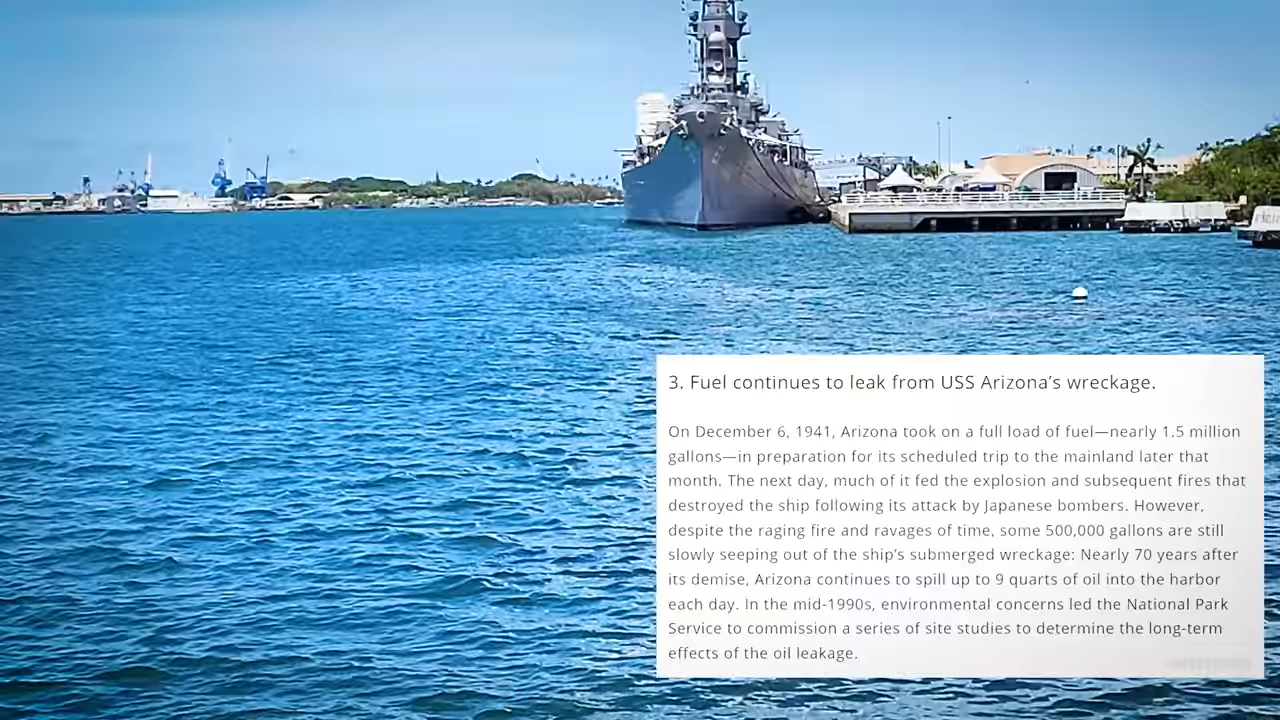 3. Fuel continues to leak from USS Arizona's wreckage.
On December 6, 1941, Arizona took on a full load of fuel—nearly 1.5 million
gallons—in preparation for its scheduled trip to the mainland later that
month. The next day, much of it fed the explosion and subsequent fires that
destroyed the ship following its attack by Japanese bombers. However,
despite the raging fire and ravages of time, some 500,000 gallons are still
slowly seeping out of the ship's submerged wreckage: Nearly 70 years after
its demise, Arizona continues to spill up to 9 quarts of oil into the harbor
each day. In the mid-1990s, environmental concerns led the National Park
Service to commission a series of site studies to determine the long-term
effects of the oil leakage.